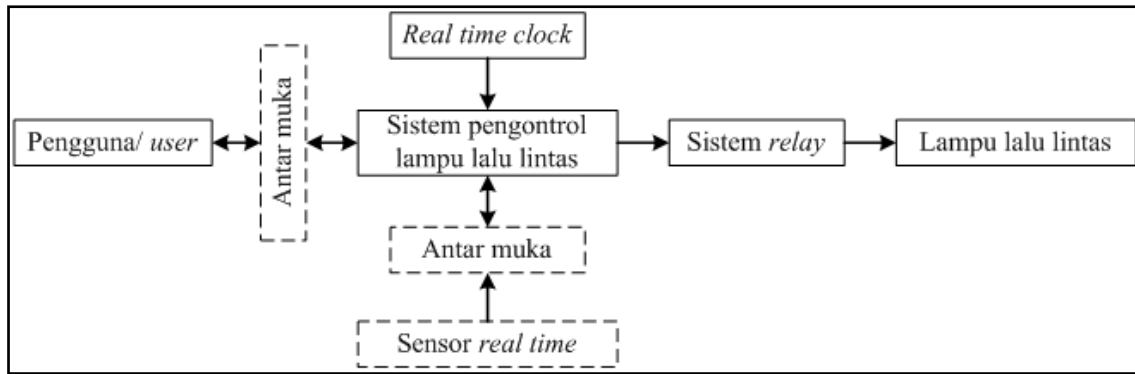 Real time clock
Antar muka
Pengguna/ user
Sistem pengontrol
lampu lalu lintas
Sistem relay
Lampu lalu lintas
Antar muka
Sensor real time